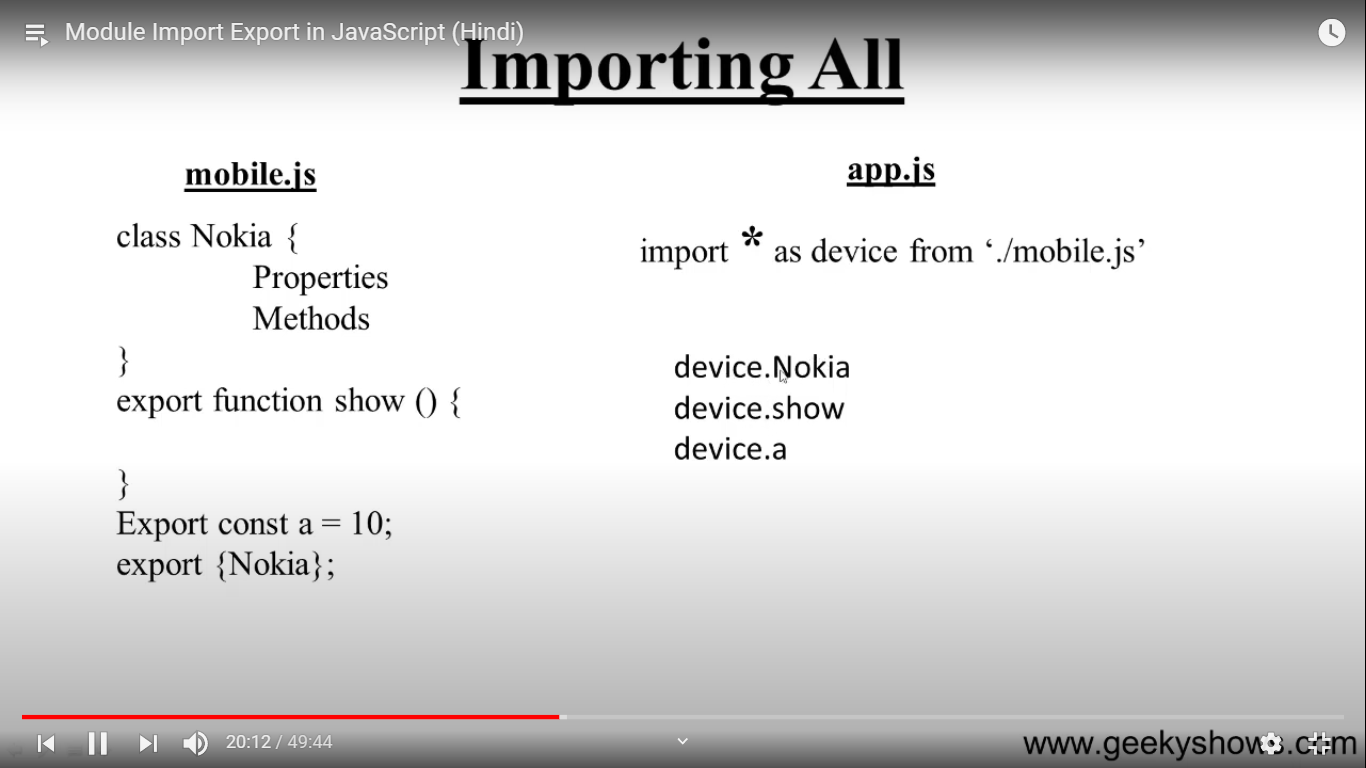 Module Import Export in JavaScript (Hindi)
Importing All
mobile.js
class Nokia {
Properties
Methods
}
export function show () {
}
Export const a = 10;
export {Nokia};
app.js
import * as device from ‘./mobile.js’
device.Nokia
device.show
device.a
20:12 / 49:44
www.geekyshows.com